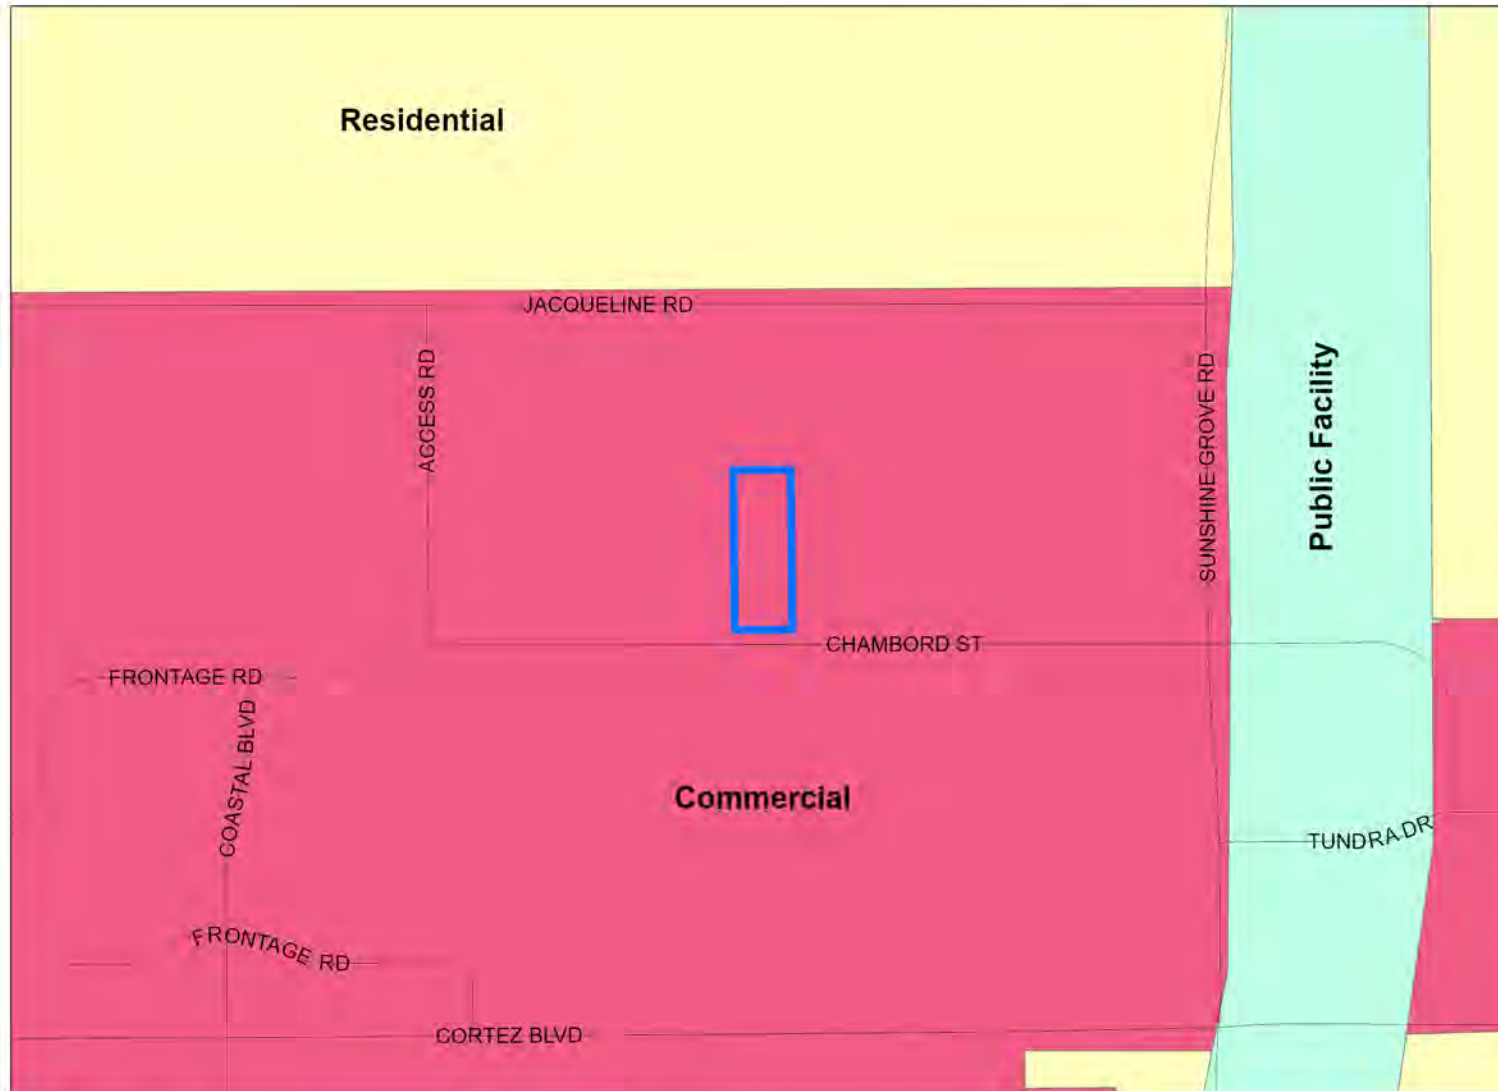 Residential
JACQUELINE RD
ACCESS RD
SUNSHINE GROVE RD
Public Facility
CHAMBORD ST
FRONTAGE RD
COASTAL BLVD
Commercial
TUNDRA DR
FRONTAGE RD
CORTEZ BLVD